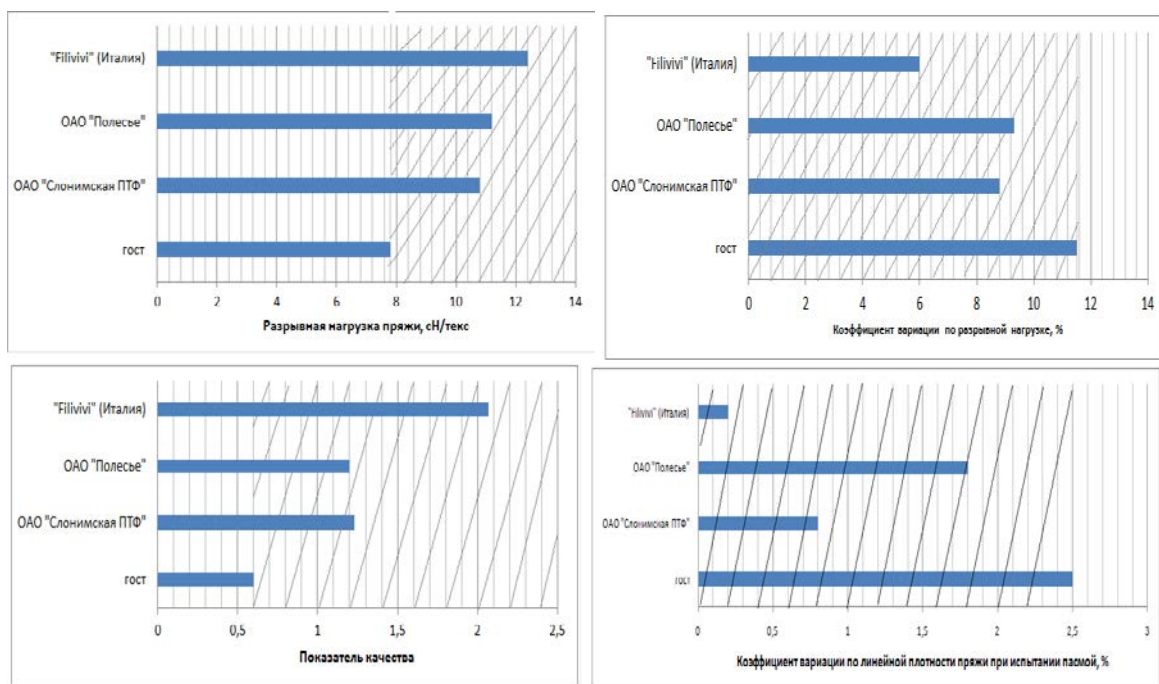 "Filivivi" (Италия)
ОАО "Полесье"
ОАО "Слонимская ПТФ"
гост
0 2 4 6 8 10 12 14
Разрывная нагрузка пряжи, сН/текс
"Filivivi" (Италия)
ОАО "Полесье"
ОАО "Слонимская ПТФ"
гост
0 2 4 6 8 10 12 14
Коэффициент вариации по разрывной нагрузке, %
"Filivivi" (Италия)
ОАО "Полесье"
ОАО "Слонимская ПТФ"
гост
0 0,5 1 1,5 2 2,5
Показатель качества
"Filivivi" (Италия)
ОАО "Полесье"
ОАО "Слонимская ПТФ"
гост
0 0,5 1 1,5 2 2,5 3
Коэффициент вариации по линейной плотности пряжи при испытании пасмой, %